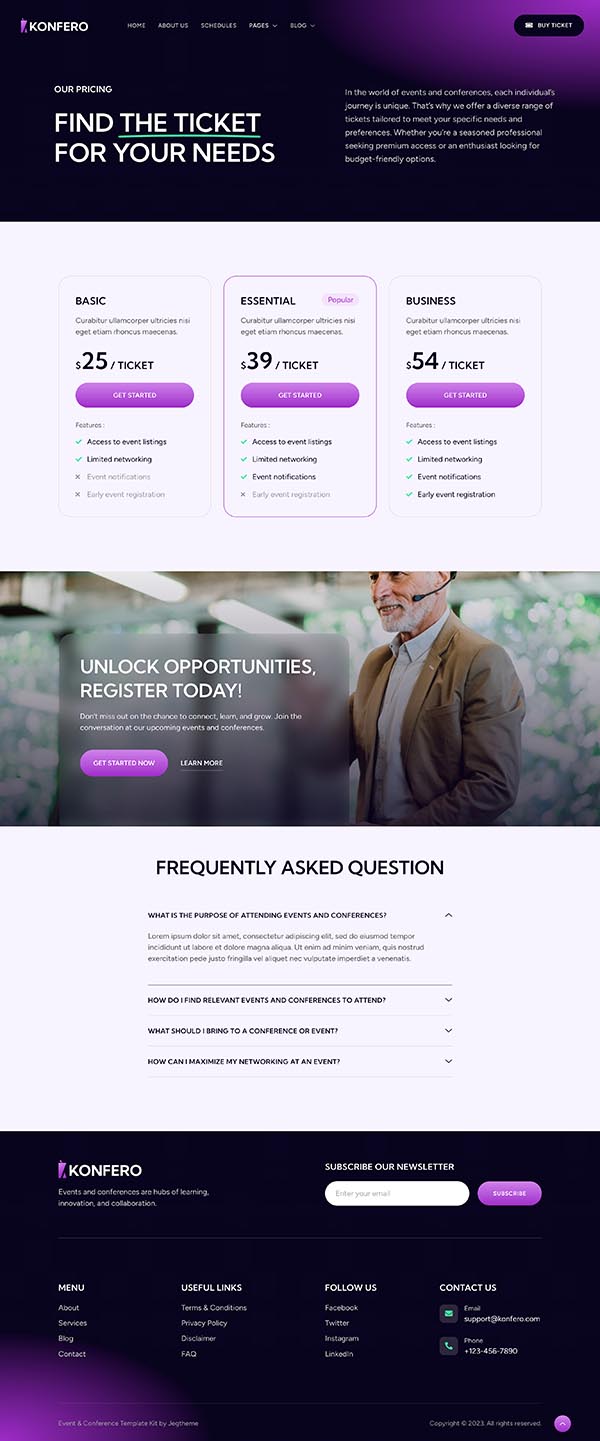 KONFERO
HOME ABOUT US SCHEDULES PAGES BLOG
BUY TICKET
OUR PRICING
FIND THE TICKET
FOR YOUR NEEDS
In the world of events and conferences, each individual's
journey is unique. That's why we offer a diverse range of
tickets tailored to meet your specific needs and
preferences. Whether you're a seasoned professional
seeking premium access or an enthusiast looking for
budget-friendly options.
BASIC
Curabitur ullamcorper ultricies nisi
eget etiam rhoncus maecenas.
$25 / TICKET
GET STARTED
Features :
Access to event listings
Limited networking
Event notifications
Early event registration
ESSENTIAL
Popular
Curabitur ullamcorper ultricies nisi
eget etiam rhoncus maecenas.
$39 / TICKET
GET STARTED
Features :
Access to event listings
Limited networking
Event notifications
Early event registration
BUSINESS
Curabitur ullamcorper ultricies nisi
eget etiam rhoncus maecenas.
$54 / TICKET
GET STARTED
Features :
Access to event listings
Limited networking
Event notifications
Early event registration
UNLOCK OPPORTUNITIES,
REGISTER TODAY!
Don't miss out on the chance to connect, learn, and grow. Join the
conversation at our upcoming events and conferences.
GET STARTED NOW
LEARN MORE
FREQUENTLY ASKED QUESTION
WHAT IS THE PURPOSE OF ATTENDING EVENTS AND CONFERENCES?
Lorem ipsum dolor sit amet, consectetur adipiscing elit, sed do eiusmod tempor
incididunt ut labore et dolore magna aliqua. Ut enim ad minim veniam, quis nostrud
exercitation pede justo fringilla vel aliquet nec vulputate imperdiet a venenatis.
HOW DO I FIND RELEVANT EVENTS AND CONFERENCES TO ATTEND?
WHAT SHOULD I BRING TO A CONFERENCE OR EVENT?
HOW CAN I MAXIMIZE MY NETWORKING AT AN EVENT?
KONFERO
Events and conferences are hubs of learning,
innovation, and collaboration.
SUBSCRIBE OUR NEWSLETTER
Enter your email
SUBSCRIBE
MENU
About
Services
Blog
Contact
USEFUL LINKS
Terms & Conditions
Privacy Policy
Disclaimer
FAQ
FOLLOW US
Facebook
Twitter
Instagram
LinkedIn
CONTACT US
Email
support@konfero.com
Phone
+123-456-7890
Event & Conference Template Kit by Jegtheme
Copyright © 2023. All rights reserved.